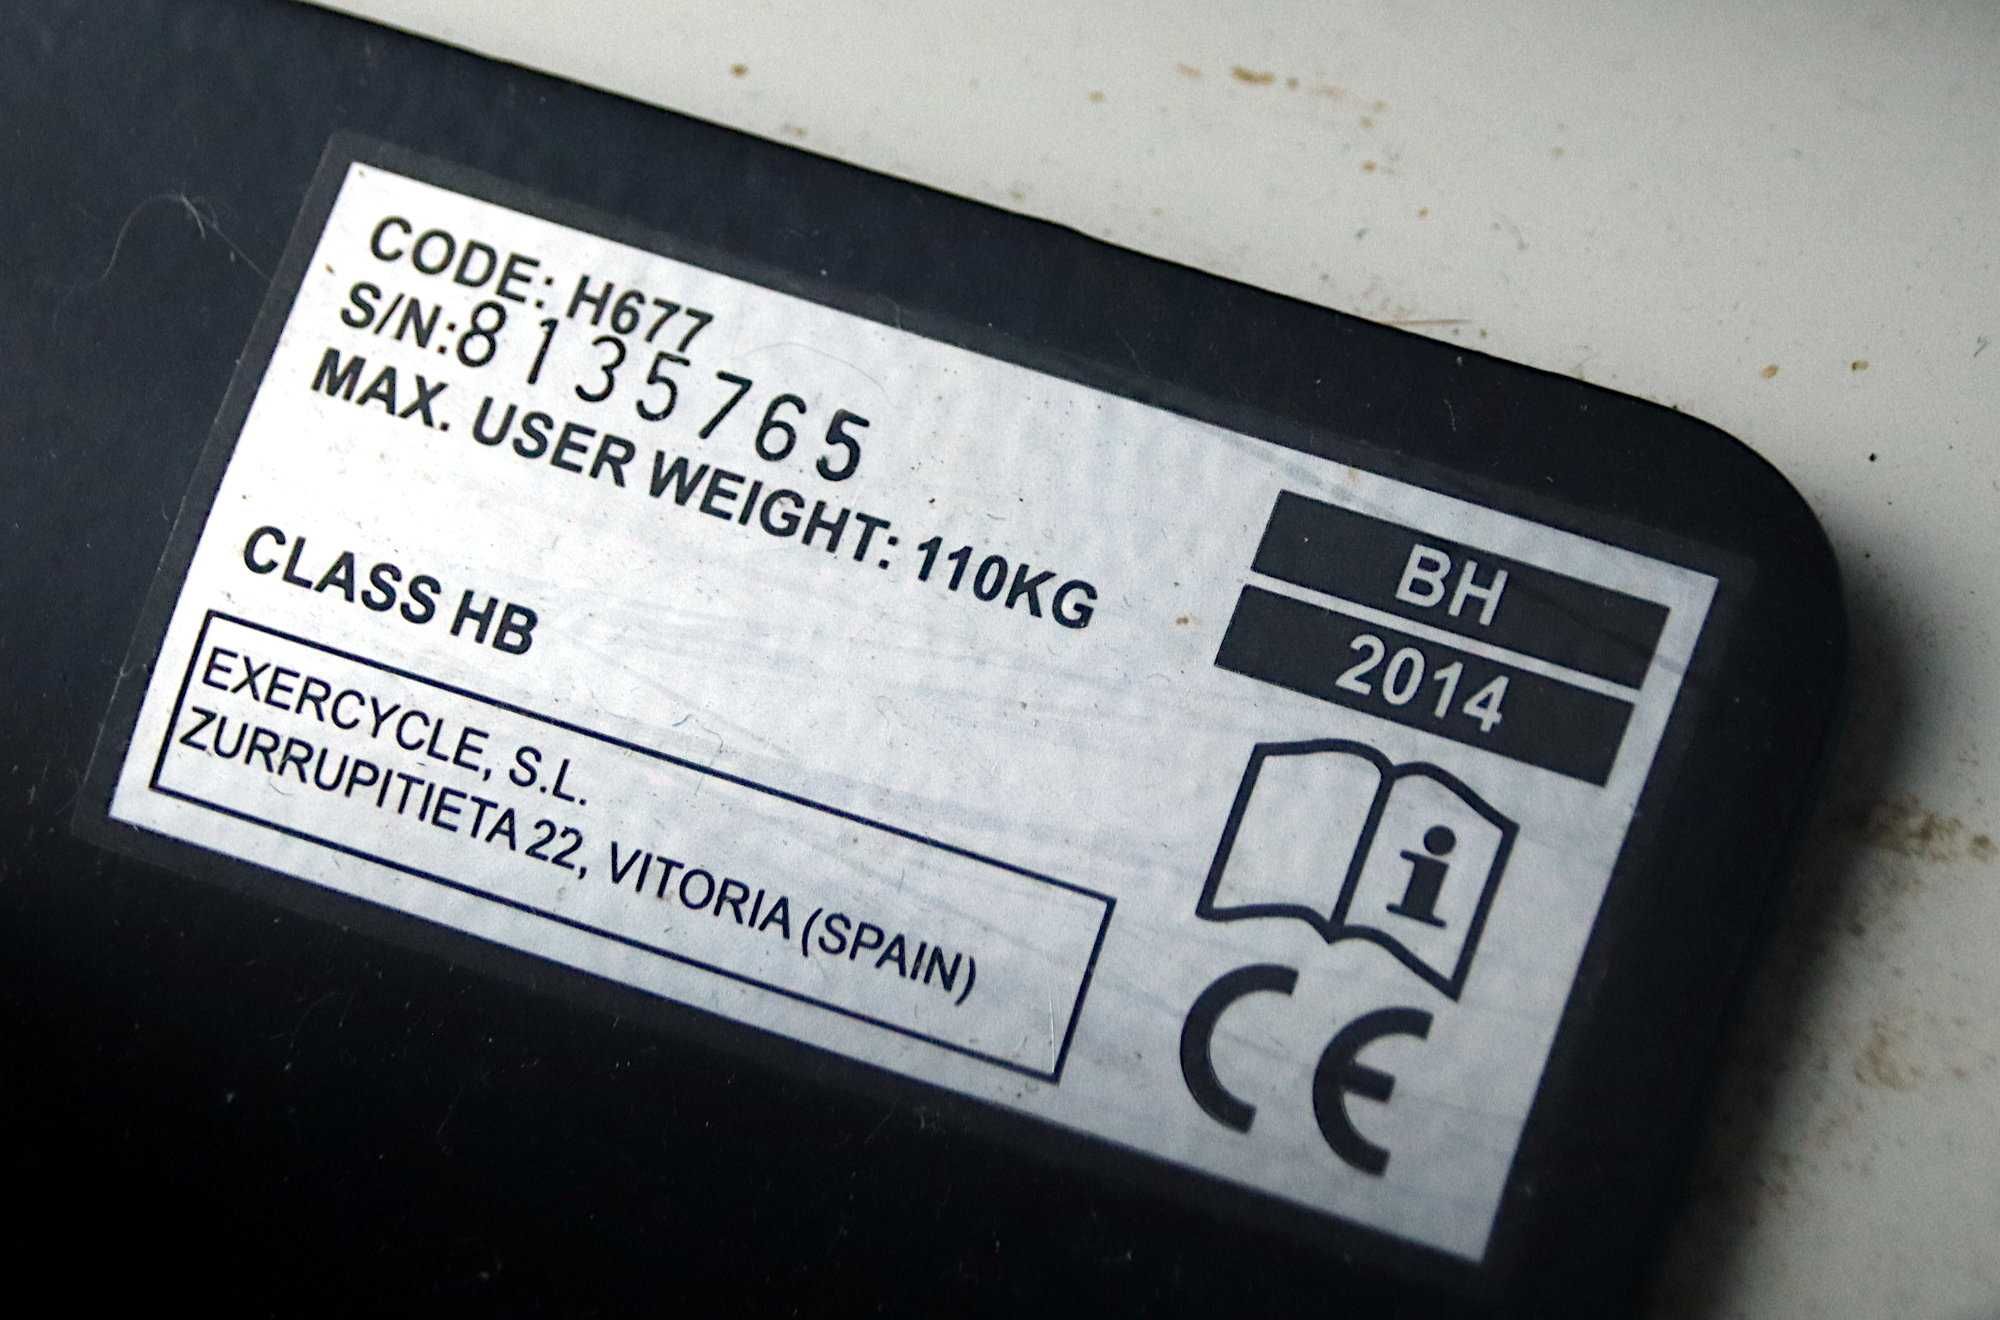 CODE: H677
S/N:8135765
MAX. USER WEIGHT: 110KG
CLASS HB
EXERCYCLE, S.L.
ZURRUPITIETA 22, VITORIA (SPAIN)
BH
2014
i
CE